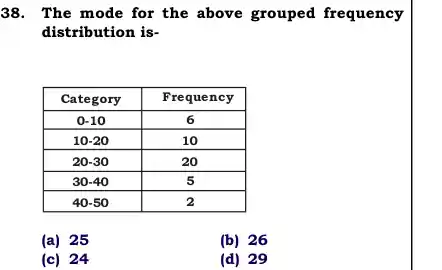 38. The mode for the above grouped frequency
distribution is-
Category Frequency
0-10 6
10-20 10
20-30 20
30-40 5
40-50 2
(a) 25 (b) 26
(c) 24 (d) 29